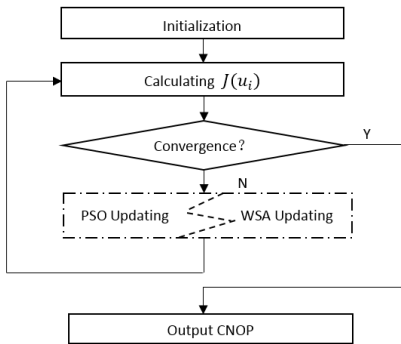 Initialization
Calculating J(u_i)
Convergence?
Y
N
PSO Updating
WSA Updating
Output CNOP